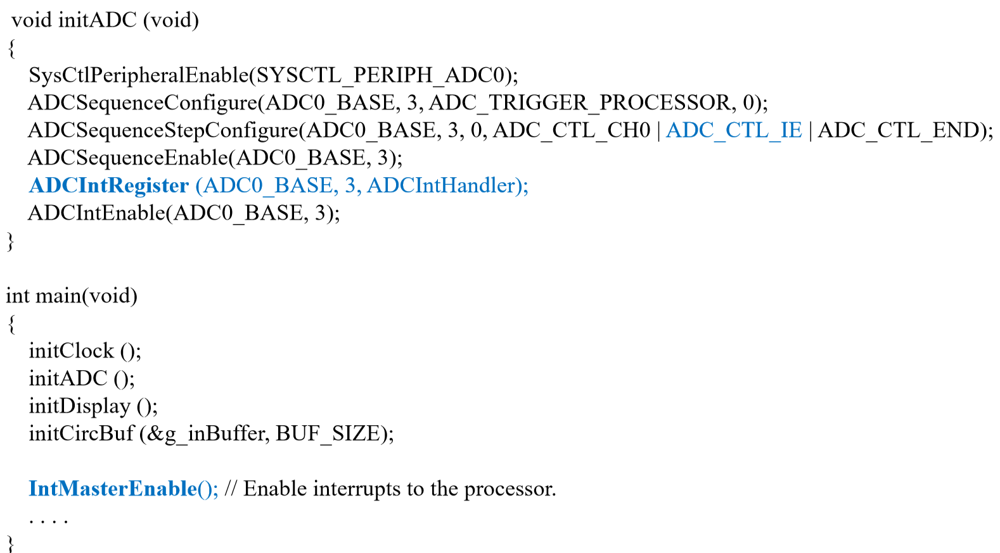 void initADC (void)
{
SysCtlPeripheralEnable(SYSCTL_PERIPH_ADC0);
ADCSequenceConfigure(ADC0_BASE, 3, ADC_TRIGGER_PROCESSOR, 0);
ADCSequenceStepConfigure(ADC0_BASE, 3, 0, ADC_CTL_CH0 | ADC_CTL_IE | ADC_CTL_END);
ADCSequenceEnable(ADC0_BASE, 3);
ADCIntRegister (ADC0_BASE, 3, ADCIntHandler);
ADCIntEnable(ADC0_BASE, 3);
}
int main(void)
{
initClock ();
initADC ();
initDisplay ();
initCircBuf (&g_inBuffer, BUF_SIZE);
IntMasterEnable(); // Enable interrupts to the processor.
. . . .
}